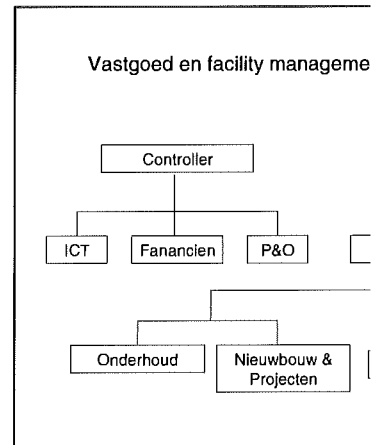 Vastgoed en facility manageme
Controller
ICT
Fanancien
P&O
Onderhoud
Nieuwbouw &
Projecten